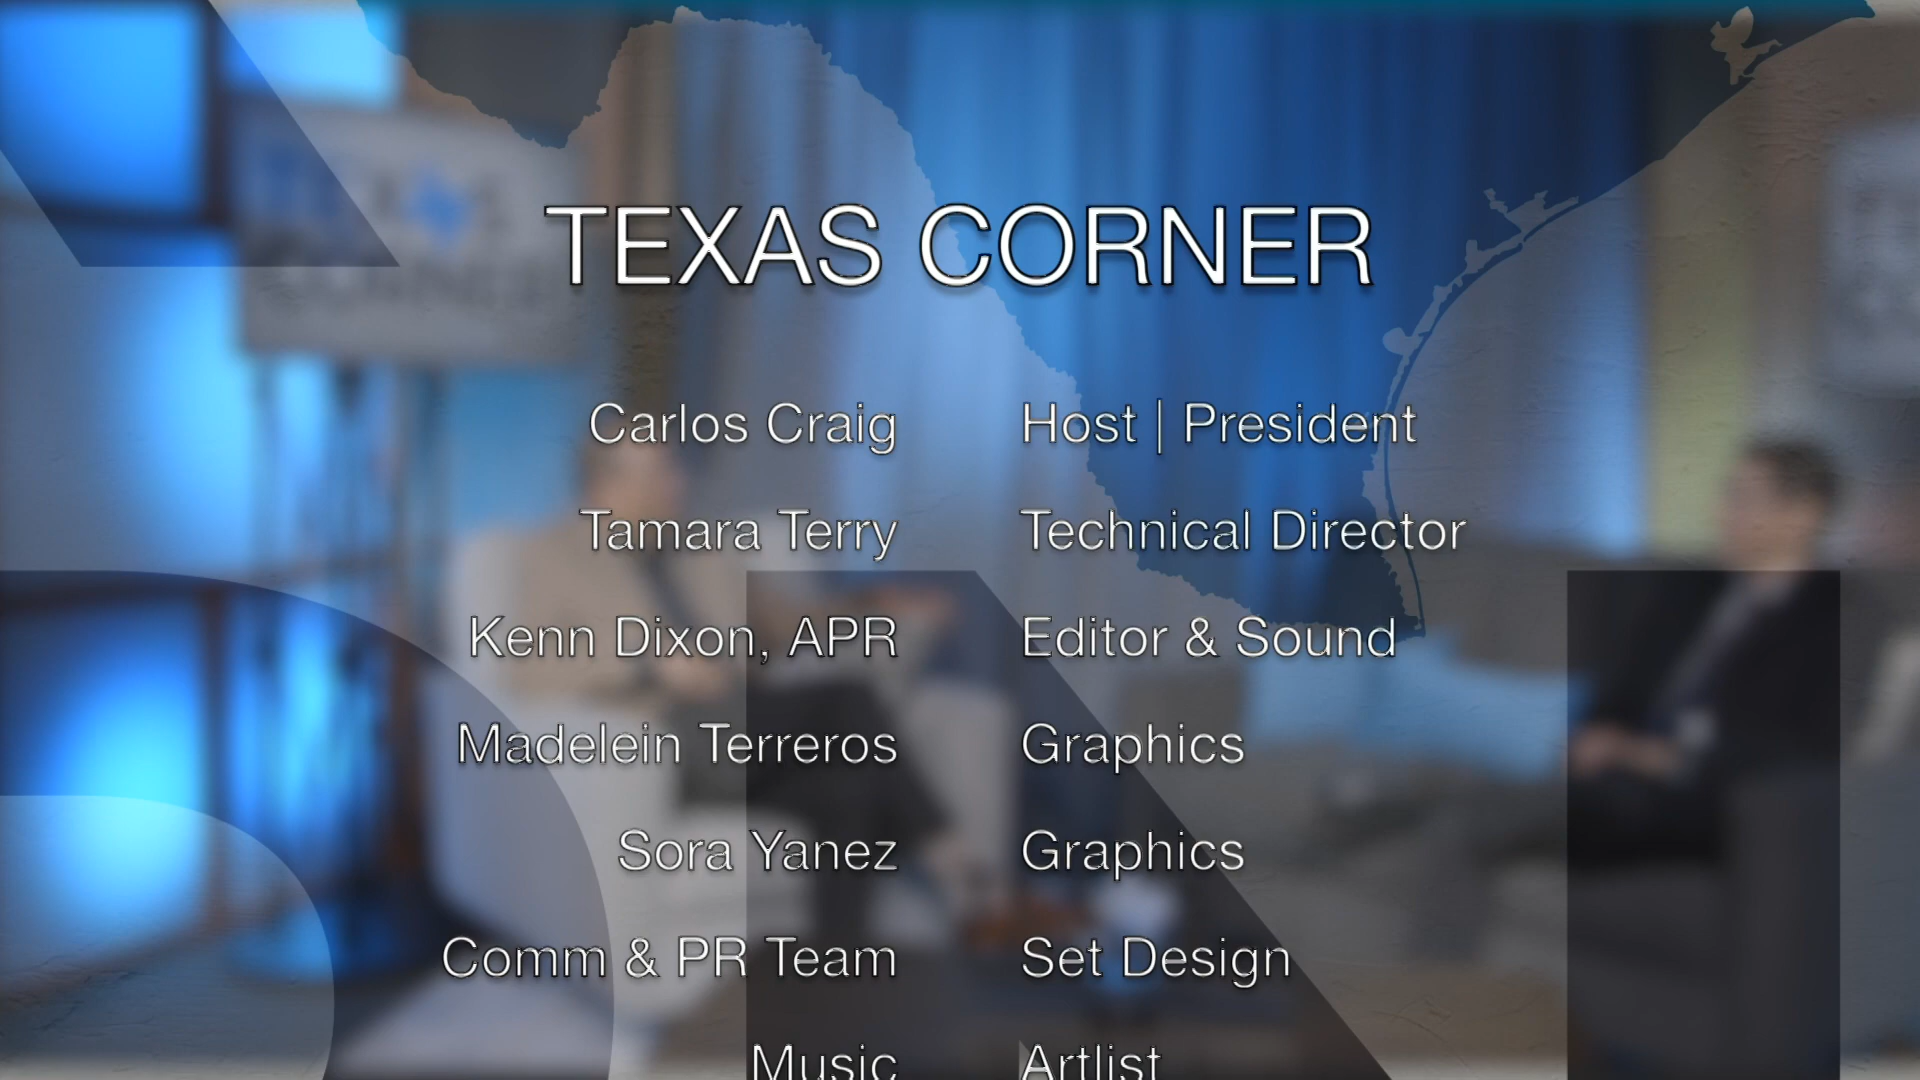 TEXAS CORNER
Carlos Craig Host | President
Tamara Terry Technical Director
Kenn Dixon, APR Editor & Sound
Madelein Terreros Graphics
Sora Yanez Graphics
Comm & PR Team Set Design
Music Artlist